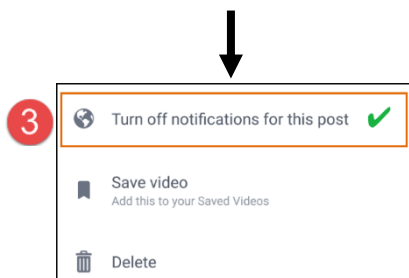 3
Turn off notifications for this post
Save video
Add this to your Saved Videos
Delete